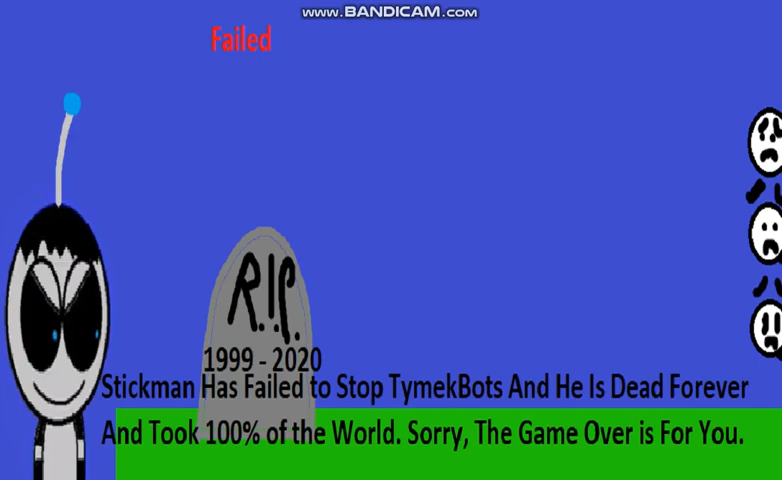 www.BANDICAM.com
Failed
R.I.P.
1999 - 2020
Stickman Has Failed to Stop TymekBots And He Is Dead Forever
And Took 100% of the World. Sorry, The Game Over is For You.